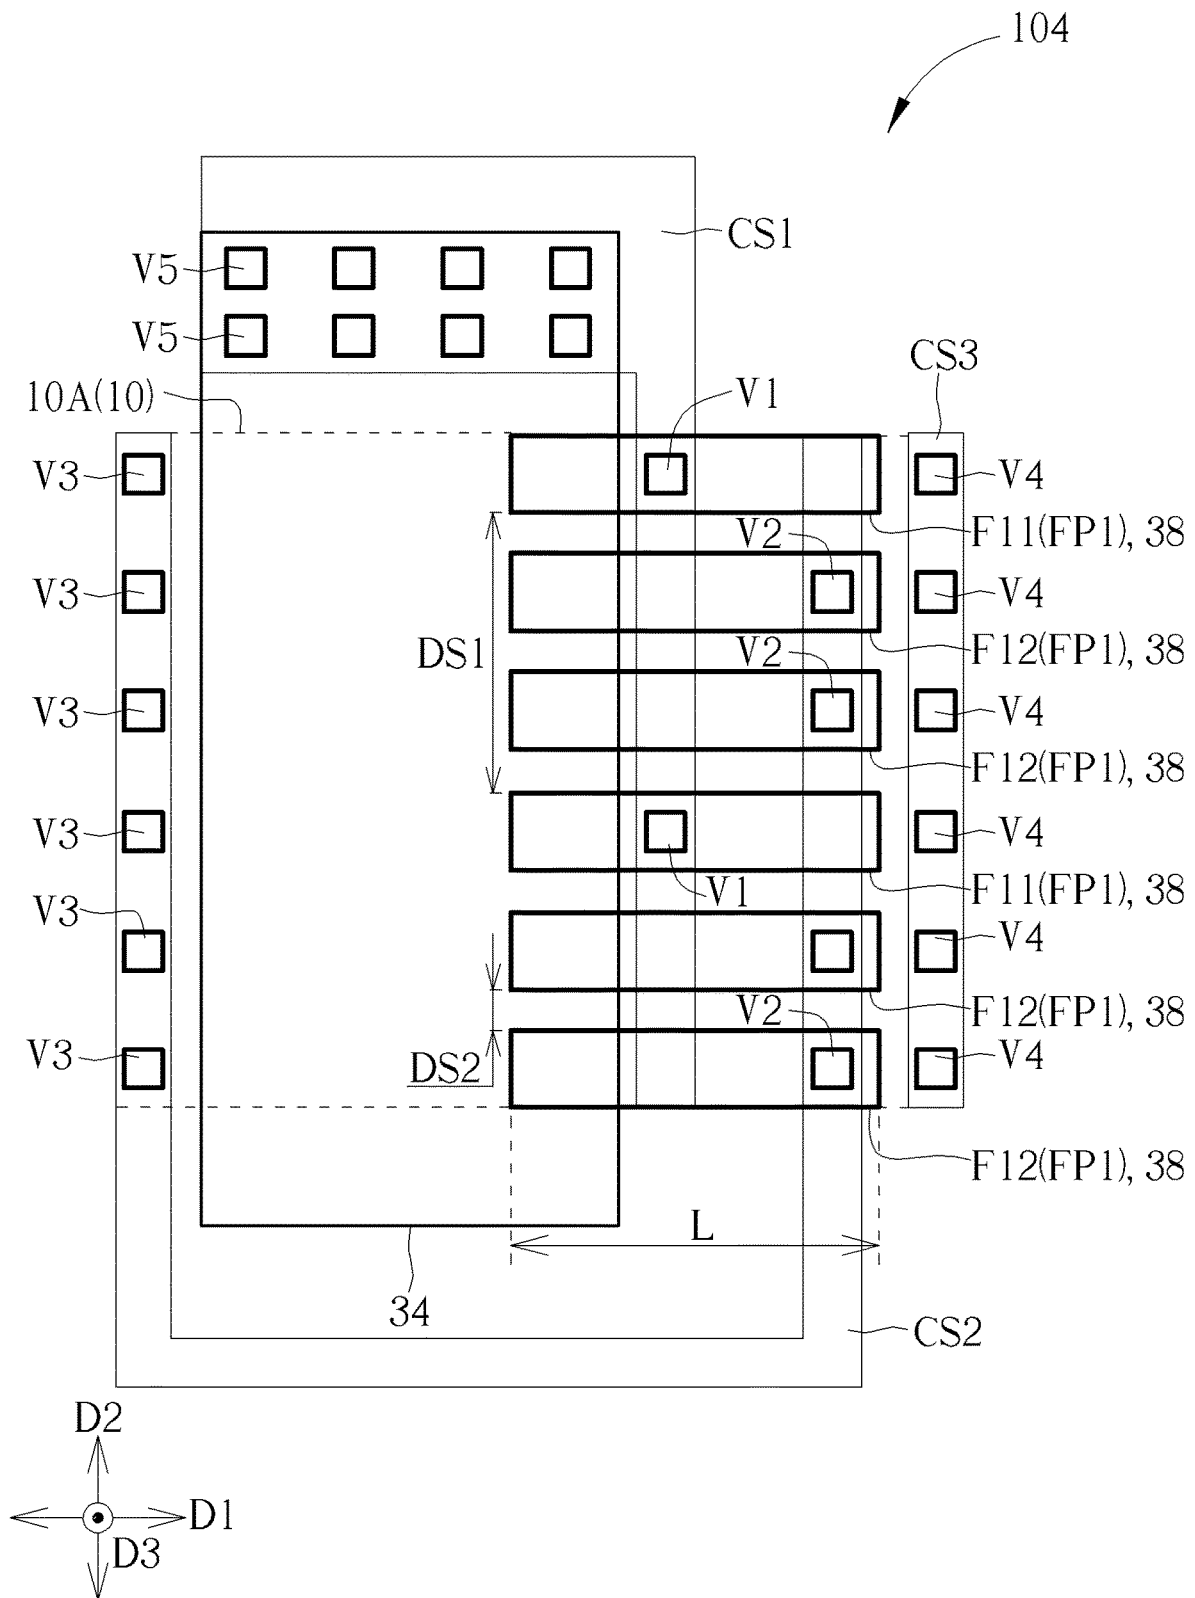 104
CS1
V5
V5
CS3
10A(10)
V1
V3
V4
F11(FP1), 38
V2
V3
V4
DS1
F12(FP1), 38
V2
V3
V4
F12(FP1), 38
V3
V4
V1
F11(FP1), 38
V3
V4
V2
F12(FP1), 38
V3
DS2
V4
F12(FP1), 38
L
34
CS2
D2
D1
D3